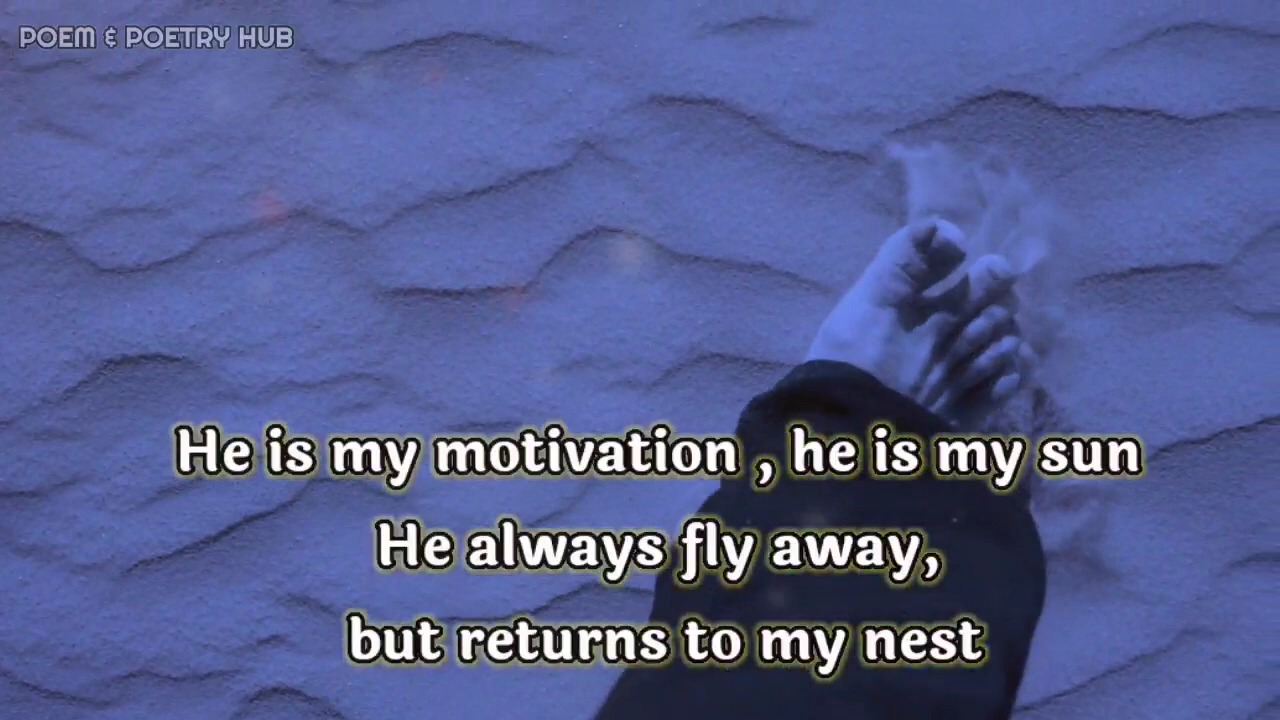 POEM & POETRY HUB
He is my motivation , he is my sun
He always fly away,
but returns to my nest